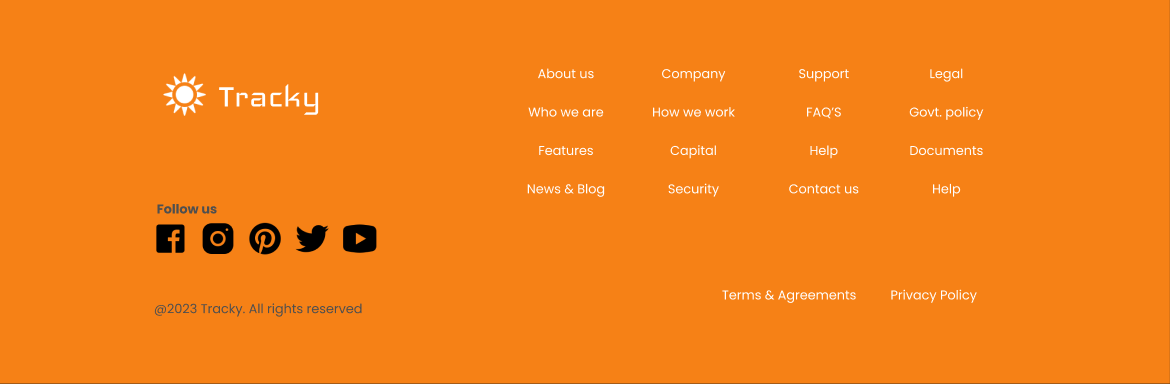 Tracky
About us Company Support Legal
Who we are How we work FAQ'S Govt. policy
Features Capital Help Documents
News & Blog Security Contact us Help
Follow us
Terms & Agreements Privacy Policy
@2023 Tracky. All rights reserved